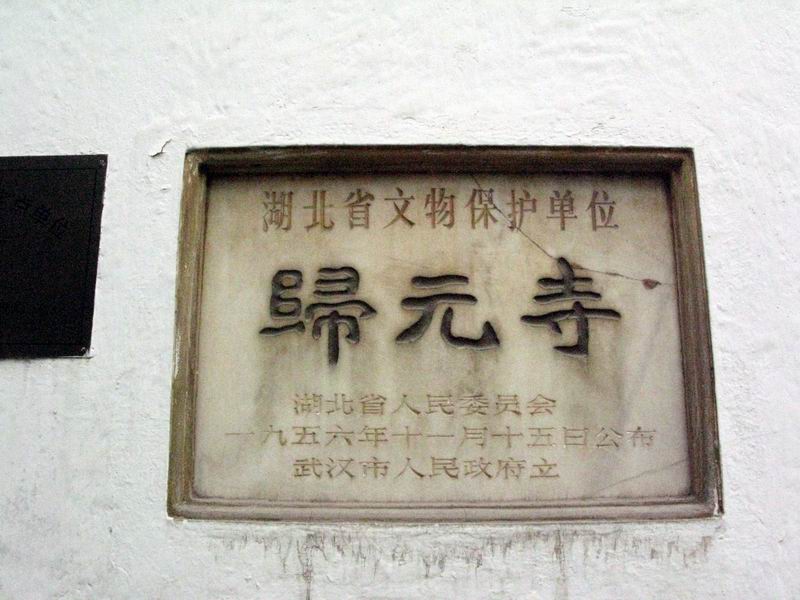 湖北省文物保护单位
歸元寺
湖北省人民委员会
一九五六年十一月十五日公布
武汉市人民政府立